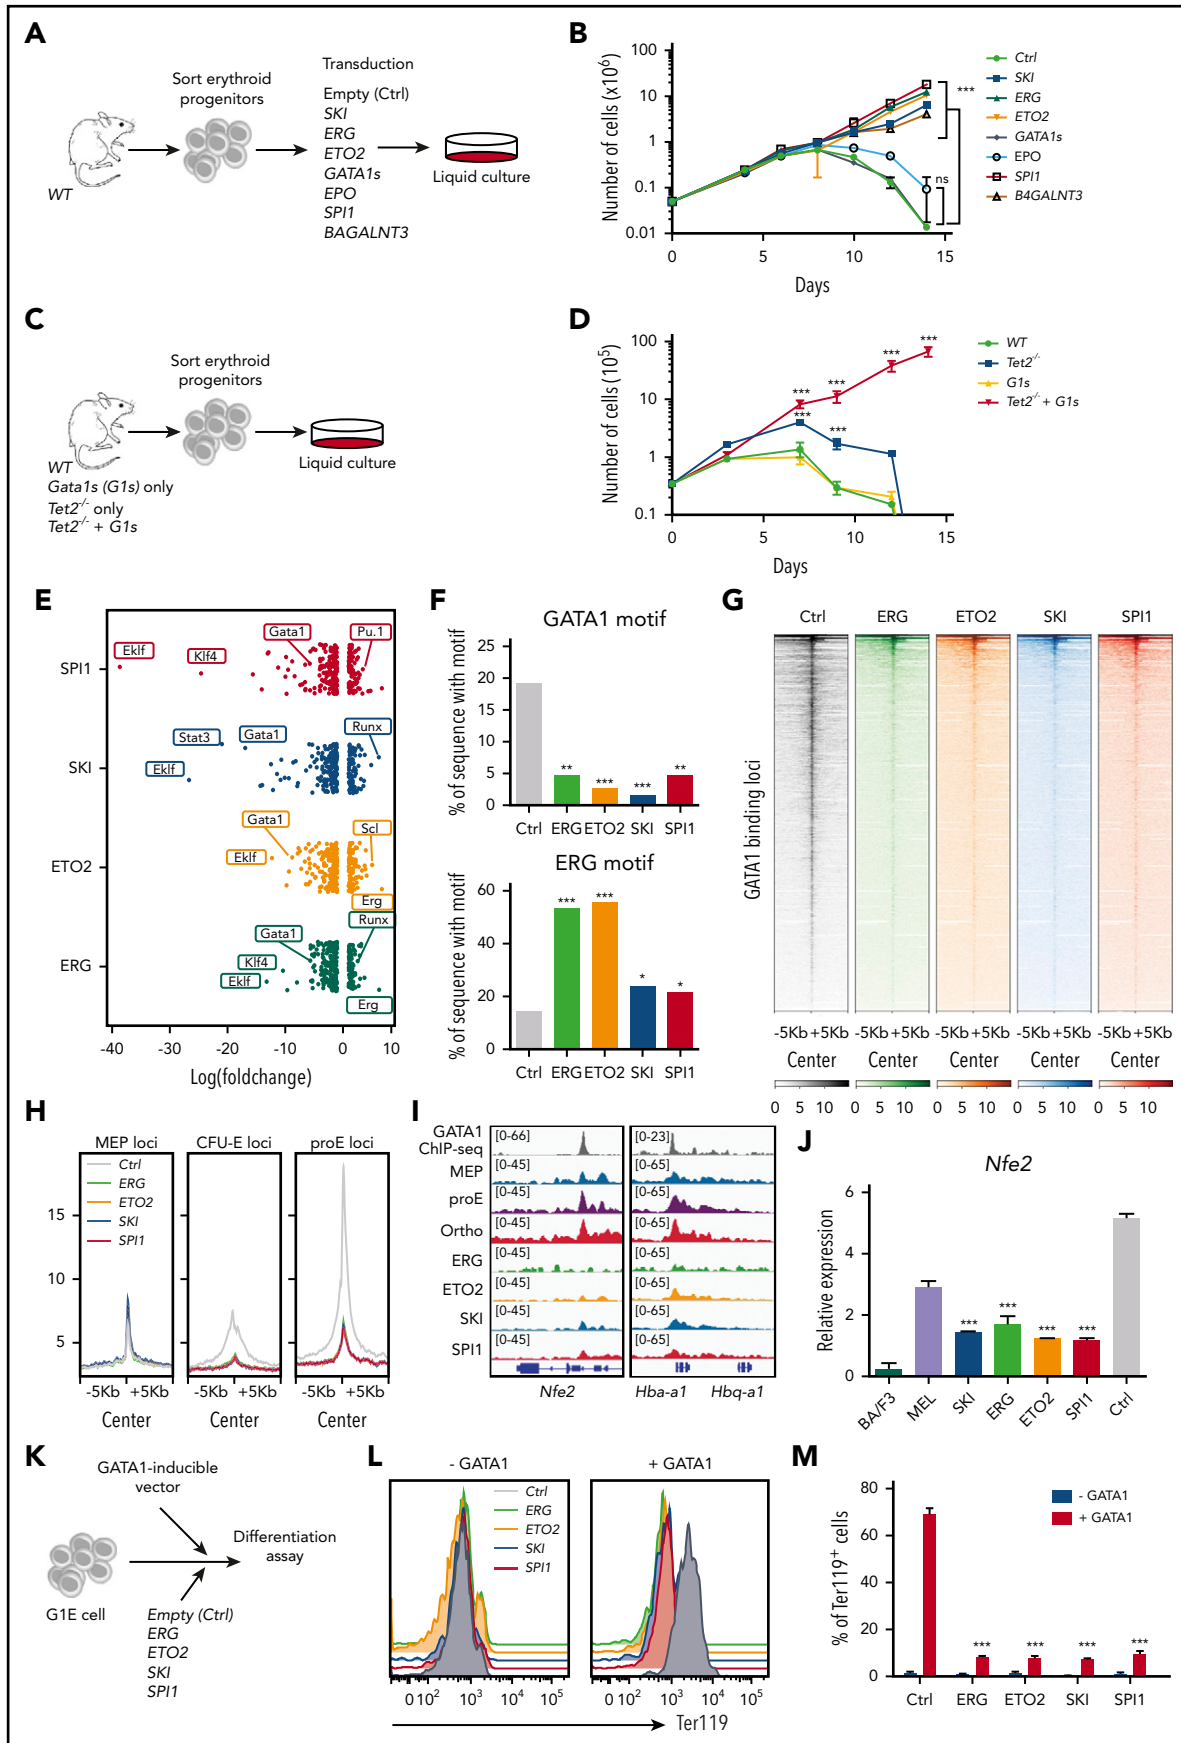 A
WT
Sort erythroid
progenitors
Transduction
Empty (Ctrl)
SKI
ERG
ETO2
GATA1s
EPO
SPI1
BAGALNT3
Liquid culture
B
Number of cells (x10⁶)
100
10
1
0.1
0.01
0
5
10
15
Days
***
ns
Ctrl
SKI
ERG
ETO2
GATA1s
EPO
SPI1
B4GALNT3
C
Sort erythroid
progenitors
Liquid culture
WT
Gata1s (G1s) only
Tet2⁻/⁻ only
Tet2⁻/⁻ + G1s
D
Number of cells (10⁵)
100
10
1
0.1
0
5
10
15
Days
***
***
***
***
***
***
WT
Tet2⁻/⁻
G1s
Tet2⁻/⁻ + G1s
E
SPI1
SKI
ETO2
ERG
Gata1
Pu.1
Eklf
Klf4
Runx
Stat3
Gata1
Eklf
Gata1
Scl
Eklf
Erg
Runx
Gata1
Klf4
Eklf
Erg
-40
-30
-20
-10
0
10
Log(foldchange)
F
GATA1 motif
% of sequence with motif
25
20
15
10
5
0
**
***
***
**
Ctrl
ERG
ETO2
SKI
SPI1
ERG motif
% of sequence with motif
60
40
20
0
***
***
*
*
Ctrl
ERG
ETO2
SKI
SPI1
G
Ctrl
ERG
ETO2
SKI
SPI1
GATA1 binding loci
-5Kb +5Kb
-5Kb +5Kb
-5Kb +5Kb
-5Kb +5Kb
-5Kb +5Kb
Center
Center
Center
Center
Center
0 5 10
0 5 10
0 5 10
0 5 10
0 5 10
H
MEP loci
CFU-E loci
proE loci
Ctrl
ERG
ETO2
SKI
SPI1
15
10
5
-5Kb +5Kb
-5Kb +5Kb
-5Kb +5Kb
Center
Center
Center
I
GATA1
ChIP-seq
[0-66]
[0-23]
MEP
[0-45]
[0-65]
proE
[0-45]
[0-65]
Ortho
[0-45]
[0-65]
ERG
[0-45]
[0-65]
ETO2
[0-45]
[0-65]
SKI
[0-45]
[0-65]
SPI1
[0-45]
[0-65]
Nfe2
Hba-a1
Hbq-a1
J
Nfe2
Relative expression
6
4
2
0
***
***
***
***
BA/F3
MEL
SKI
ERG
ETO2
SPI1
Ctrl
K
GATA1-inducible
vector
G1E cell
Differentiation
assay
Empty (Ctrl)
ERG
ETO2
SKI
SPI1
L
- GATA1
+ GATA1
Ctrl
ERG
ETO2
SKI
SPI1
0 10² 10³ 10⁴ 10⁵
0 10² 10³ 10⁴ 10⁵
Ter119
M
% of Ter119⁺ cells
80
60
40
20
0
- GATA1
+ GATA1
***
***
***
***
Ctrl
ERG
ETO2
SKI
SPI1